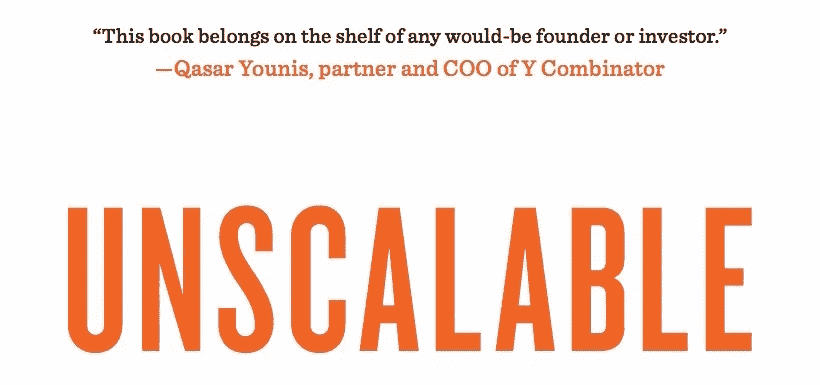 “This book belongs on the shelf of any would-be founder or investor.”
—Qasar Younis, partner and COO of Y Combinator
UNSCALABLE